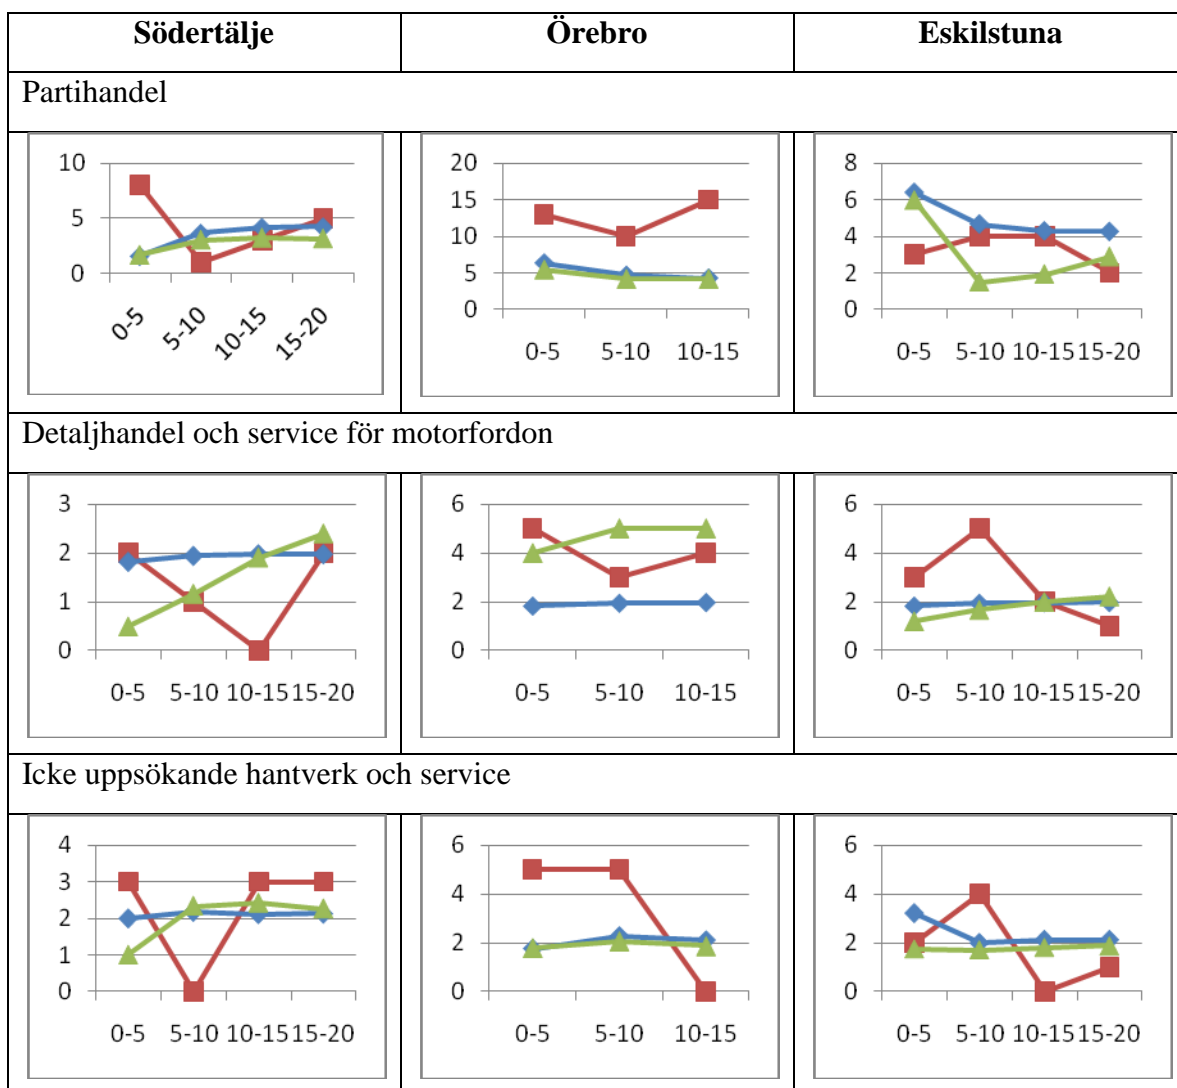 Södertälje Örebro Eskilstuna
Partihandel
10
5
0
0-5 5-10 10-15 15-20
20
15
10
5
0
0-5 5-10 10-15
8
6
4
2
0
0-5 5-10 10-15 15-20
Detaljhandel och service för motorfordon
3
2
1
0
0-5 5-10 10-15 15-20
6
4
2
0
0-5 5-10 10-15
6
4
2
0
0-5 5-10 10-15 15-20
Icke uppsökande hantverk och service
4
3
2
1
0
0-5 5-10 10-15 15-20
6
4
2
0
0-5 5-10 10-15
6
4
2
0
0-5 5-10 10-15 15-20